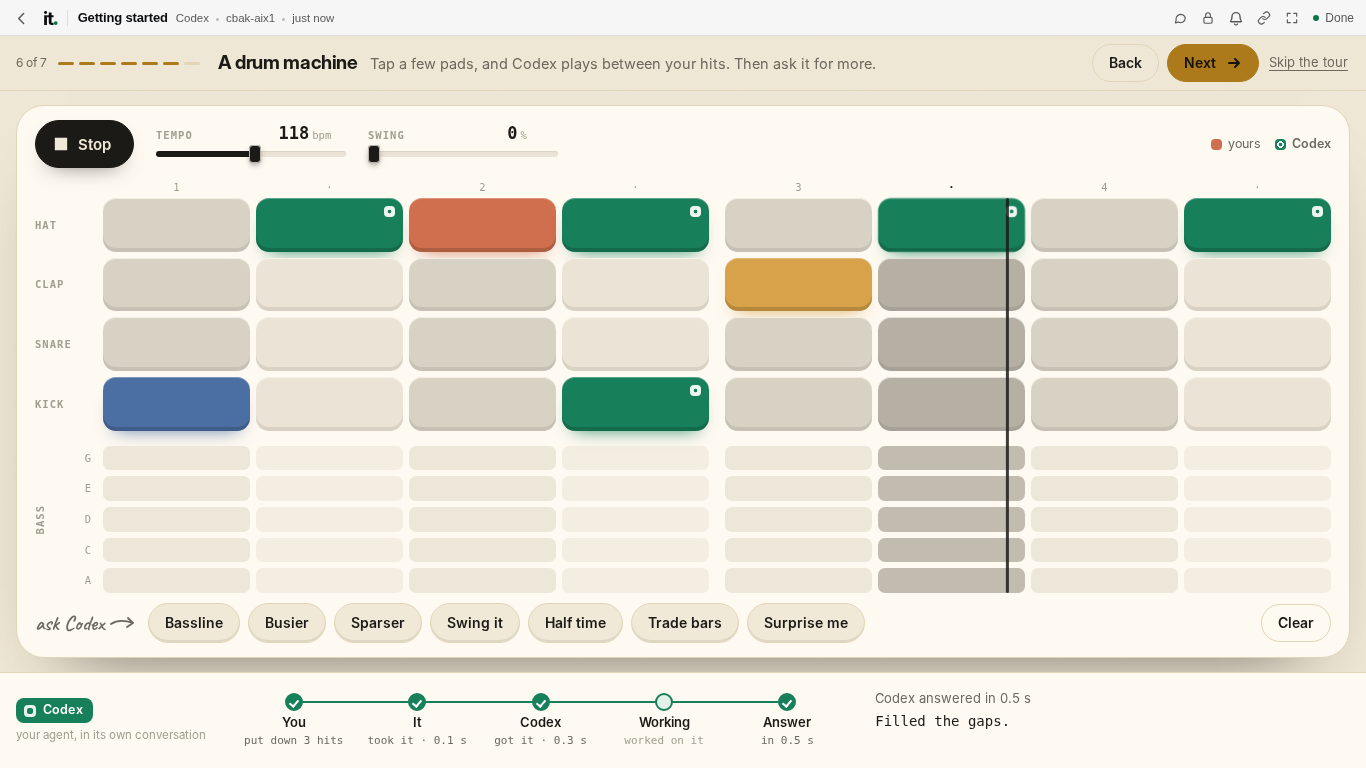 it. Getting started Codex • cbak-aix1 • just now Done
6 of 7 A drum machine Tap a few pads, and Codex plays between your hits. Then ask it for more. Back Next → Skip the tour
Stop TEMPO 118 bpm SWING 0 % yours Codex
1 · 2 · 3 · 4 ·
HAT
CLAP
SNARE
KICK
BASS
G
E
D
C
A
ask Codex → Bassline Busier Sparser Swing it Half time Trade bars Surprise me Clear
Codex
your agent, in its own conversation
You It Codex Working Answer
put down 3 hits took it · 0.1 s got it · 0.3 s worked on it in 0.5 s
Codex answered in 0.5 s
Filled the gaps.